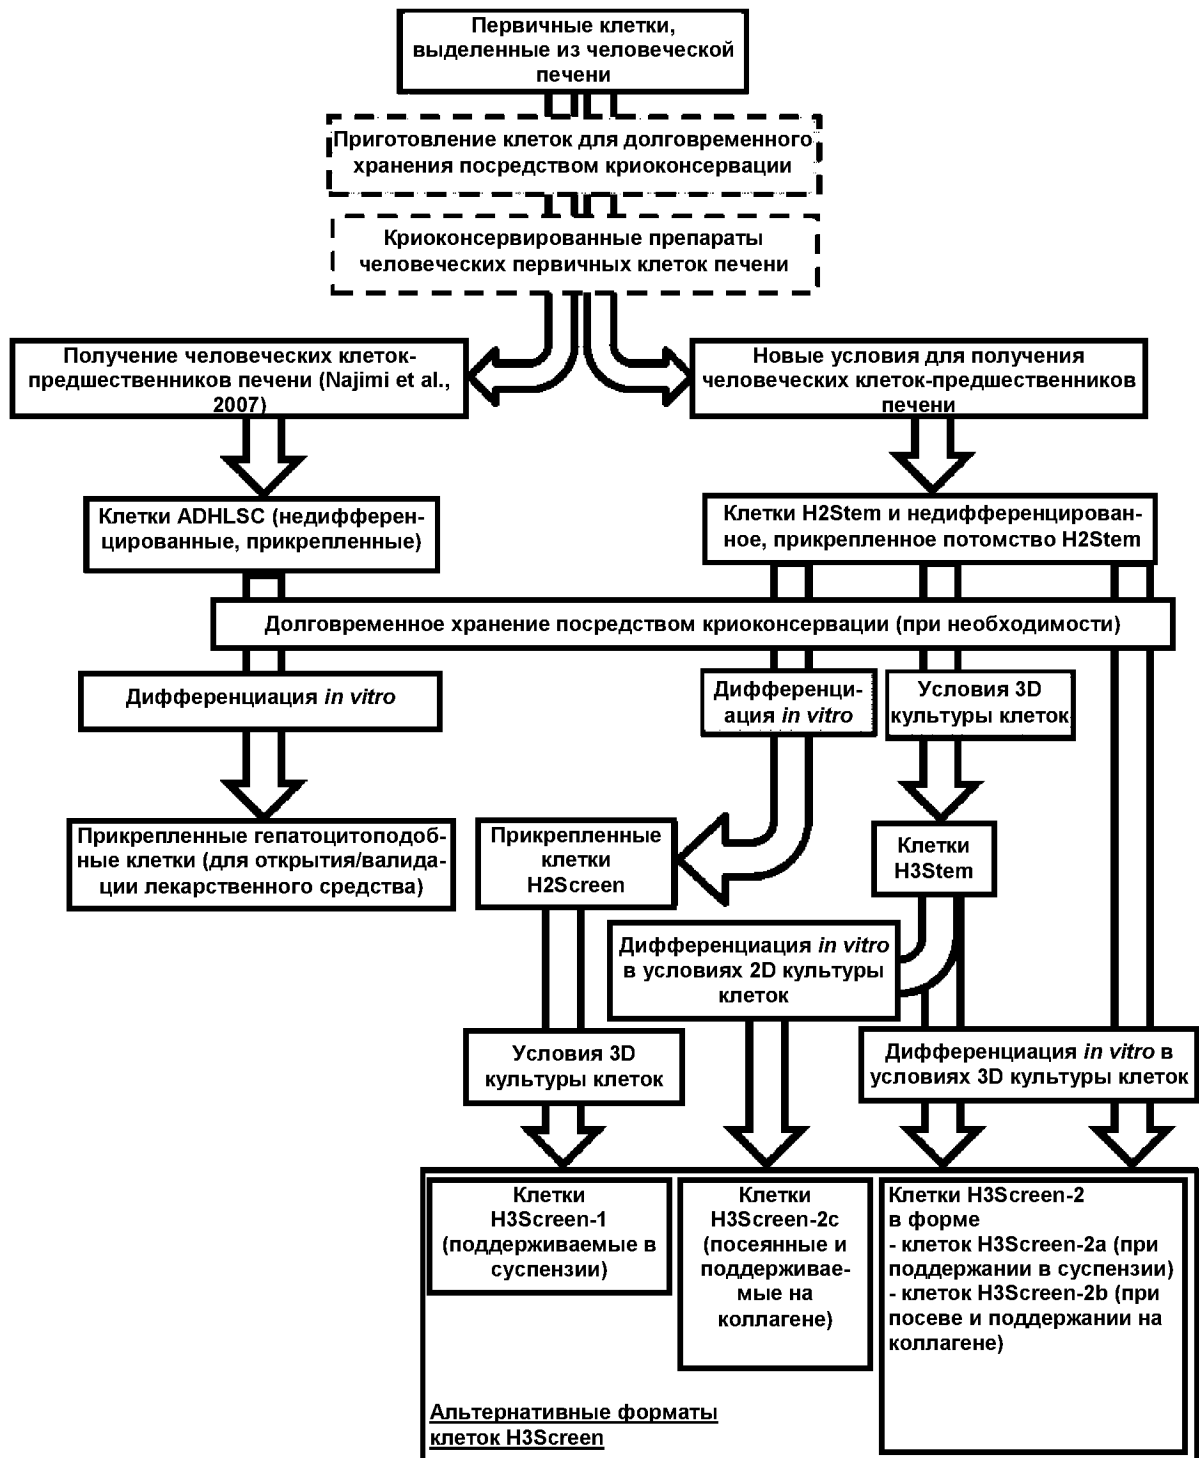 Первичные клетки,
выделенные из человеческой
печени
Приготовление клеток для долговременного
хранения посредством криоконсервации
Криоконсервированные препараты
человеческих первичных клеток печени
Получение человеческих клеток-
предшественников печени (Najimi et al.,
2007)
Новые условия для получения
человеческих клеток-предшественников
печени
Клетки ADHLSC (недифферен-
цированные, прикрепленные)
Клетки H2Stem и недифференцирован-
ное, прикрепленное потомство H2Stem
Долговременное хранение посредством криоконсервации (при необходимости)
Дифференциация in vitro
Дифференци-
ация in vitro
Условия 3D
культуры клеток
Прикрепленные гепатоцитоподоб-
ные клетки (для открытия/валида-
ции лекарственного средства)
Прикрепленные
клетки
H2Screen
Клетки
H3Stem
Дифференциация in vitro
в условиях 2D культуры
клеток
Условия 3D
культуры клеток
Дифференциация in vitro в
условиях 3D культуры клеток
Клетки
H3Screen-1
(поддерживаемые в
суспензии)
Клетки
H3Screen-2c
(посеянные и
поддерживае-
мые на
коллагене)
Клетки H3Screen-2
в форме
- клеток H3Screen-2a (при
поддержании в суспензии)
- клеток H3Screen-2b (при
посеве и поддержании на
коллагене)
Альтернативные форматы
клеток H3Screen